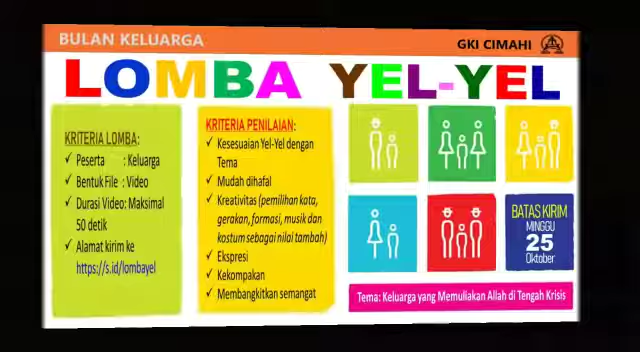 BULAN KELUARGA
GKI CIMAHI
LOMBA YEL-YEL
KRITERIA LOMBA:
✓ Peserta : Keluarga
✓ Bentuk File : Video
✓ Durasi Video: Maksimal
50 detik
✓ Alamat kirim ke
https://s.id/lombayel
KRITERIA PENILAIAN:
✓ Kesesuaian Yel-Yel dengan
Tema
✓ Mudah dihafal
✓ Kreativitas (pemilihan kata,
gerakan, formasi, musik dan
kostum sebagai nilai tambah)
✓ Ekspresi
✓ Kekompakan
✓ Membangkitkan semangat
BATAS KIRIM
MINGGU
25
Oktober
Tema: Keluarga yang Memuliakan Allah di Tengah Krisis